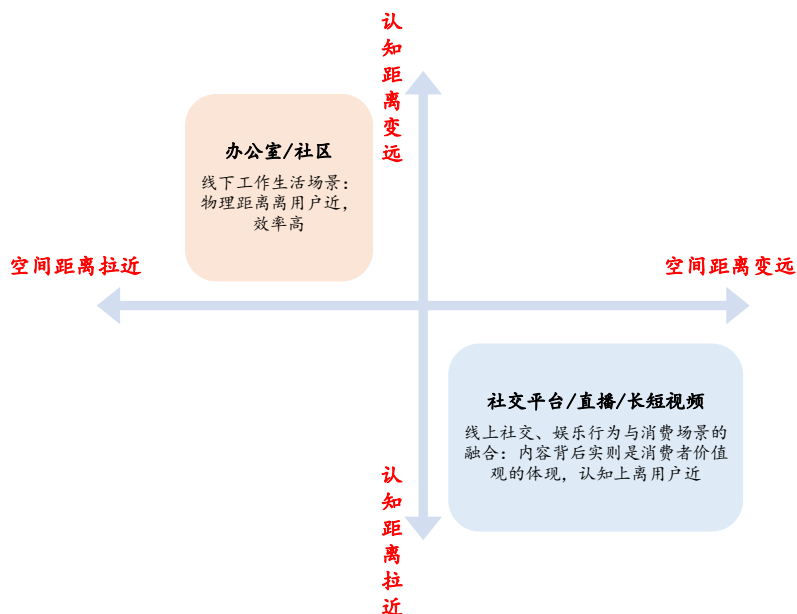 认知距离变远
办公室/社区
线下工作生活场景：
物理距离离用户近，
效率高
空间距离拉近
空间距离变远
社交平台/直播/长短视频
线上社交、娱乐行为与消费场景的
融合：内容背后实则是消费者价值
观的体现，认知上离用户近
认知距离拉近